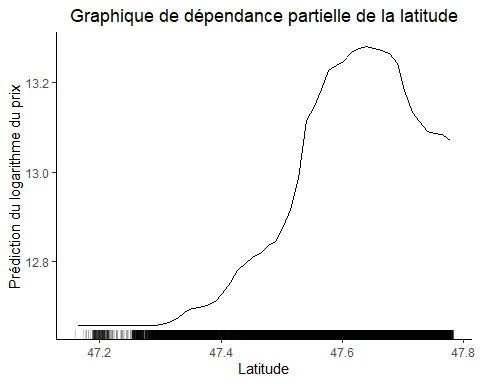 Graphique de dépendance partielle de la latitude
Prédiction du logarithme du prix
13.2
13.0
12.8
47.2
47.4
47.6
47.8
Latitude